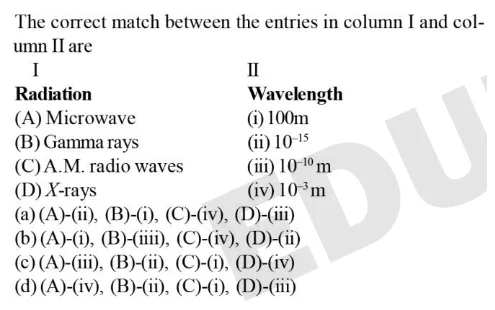 The correct match between the entries in column I and col-
umn II are
I II
Radiation Wavelength
(A) Microwave (i) 100m
(B) Gamma rays (ii) 10⁻¹⁵
(C) A.M. radio waves (iii) 10⁻¹⁰ m
(D) X-rays (iv) 10⁻³ m
(a) (A)-(ii), (B)-(i), (C)-(iv), (D)-(iii)
(b) (A)-(i), (B)-(iiii), (C)-(iv), (D)-(ii)
(c) (A)-(iii), (B)-(ii), (C)-(i), (D)-(iv)
(d) (A)-(iv), (B)-(ii), (C)-(i), (D)-(iii)
EDU